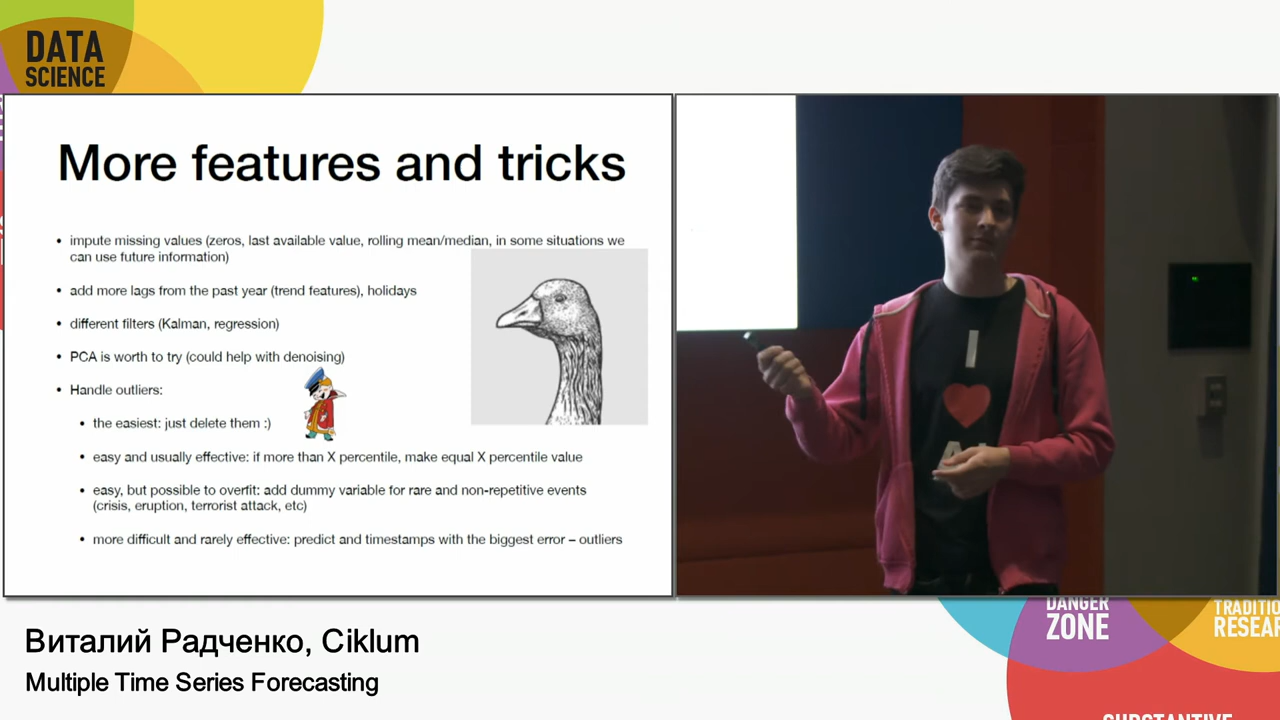 DATA
SCIENCE
More features and tricks
• impute missing values (zeros, last available value, rolling mean/median, in some situations we
can use future information)
• add more lags from the past year (trend features), holidays
• different filters (Kalman, regression)
• PCA is worth to try (could help with denoising)
• Handle outliers:
• the easiest: just delete them :)
• easy and usually effective: if more than X percentile, make equal X percentile value
• easy, but possible to overfit: add dummy variable for rare and non-repetitive events
(crisis, eruption, terrorist attack, etc)
• more difficult and rarely effective: predict and timestamps with the biggest error – outliers
I
Виталий Радченко, Ciklum
Multiple Time Series Forecasting
DANGER
ZONE
TRADITIO
RESEAR
SUBSTANTIVE